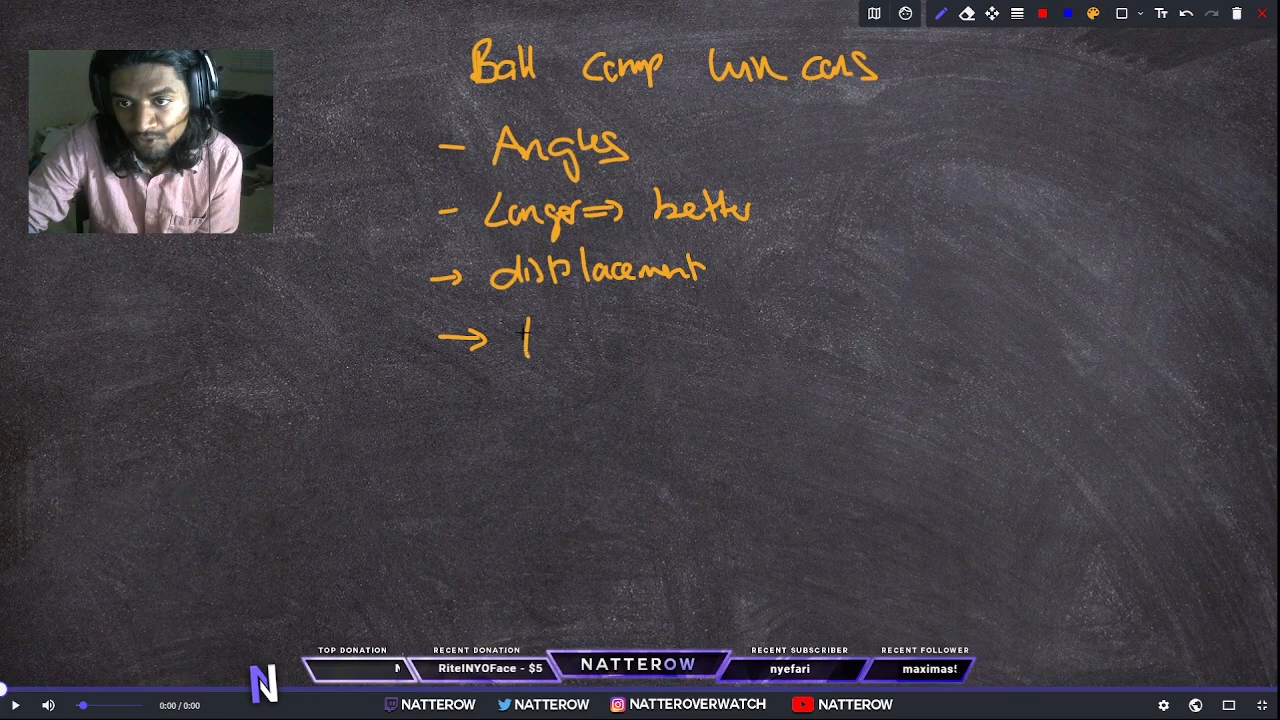 Ball comp win cons
- Angles
- Longer => better
→ displacement
→
TOP DONATION RECENT DONATION RECENT SUBSCRIBER RECENT FOLLOWER
N RiteINYOFace - $5 NATTEROW nyefari maximas!
N
0:00 / 0:00 NATTEROW NATTEROW NATTEROVERWATCH NATTEROW